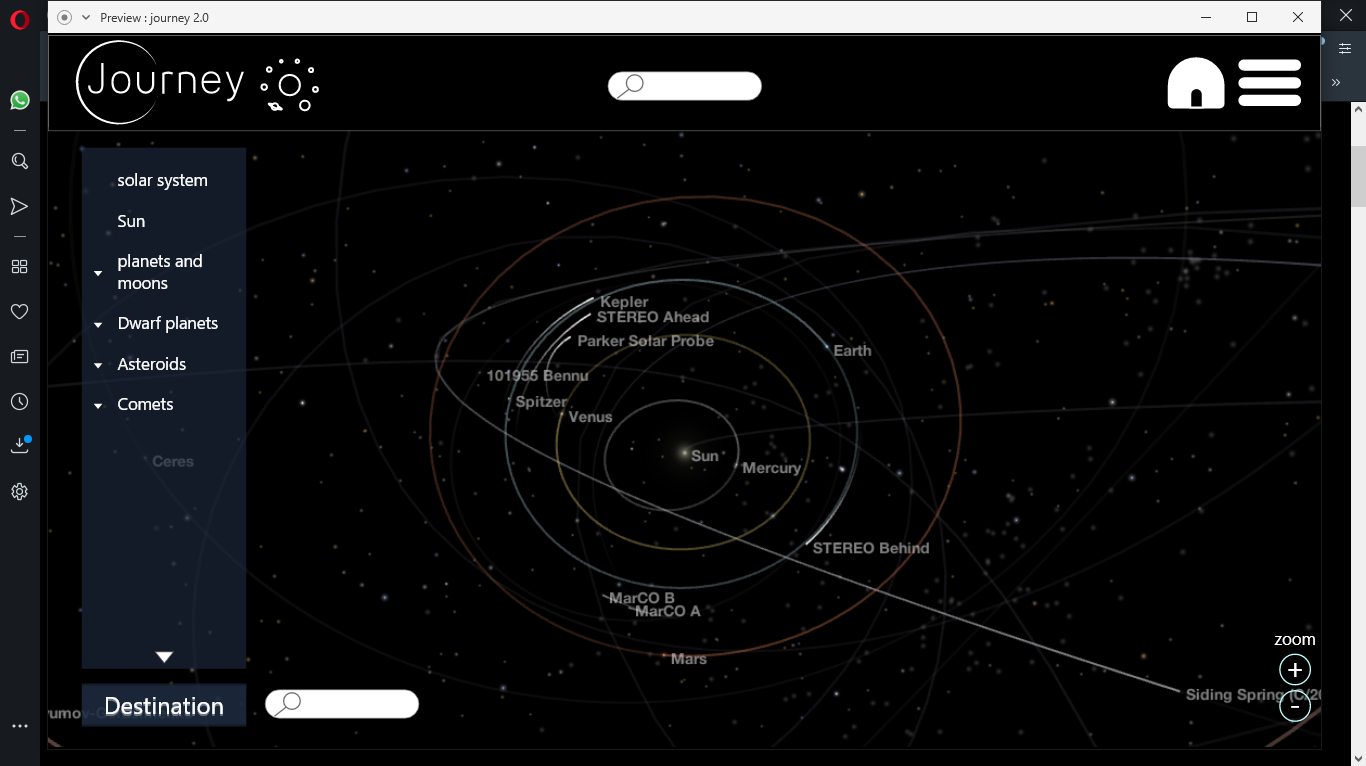 Preview : journey 2.0
Journey
solar system
Sun
planets and
moons
Dwarf planets
Asteroids
Comets
Ceres
Kepler
STEREO Ahead
Parker Solar Probe
Earth
101955 Bennu
Spitzer
Venus
Sun
Mercury
STEREO Behind
MarCO B
MarCO A
Mars
zoom
+
Siding Spring (C/20
-
Destination